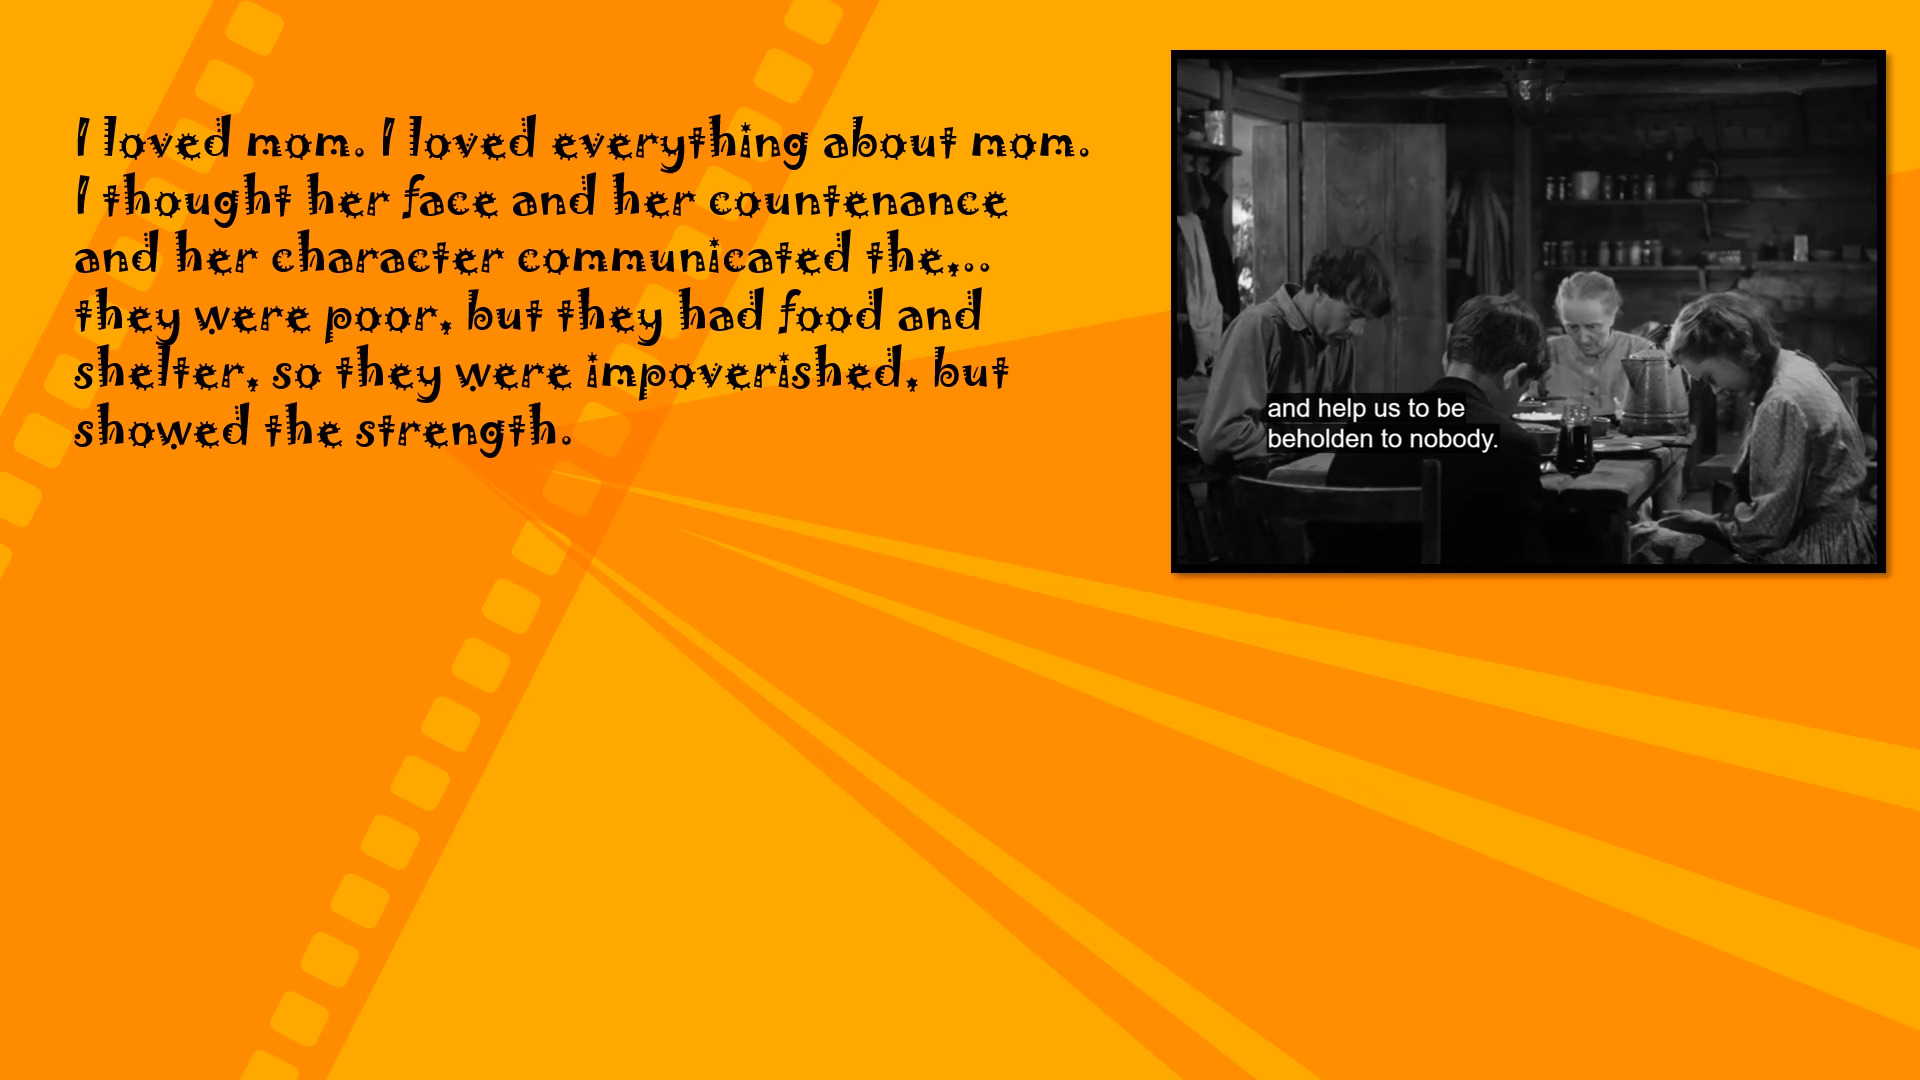 I loved mom. I loved everything about mom.
I thought her face and her countenance
and her character communicated the...
they were poor, but they had food and
shelter, so they were impoverished, but
showed the strength.
and help us to be
beholden to nobody.